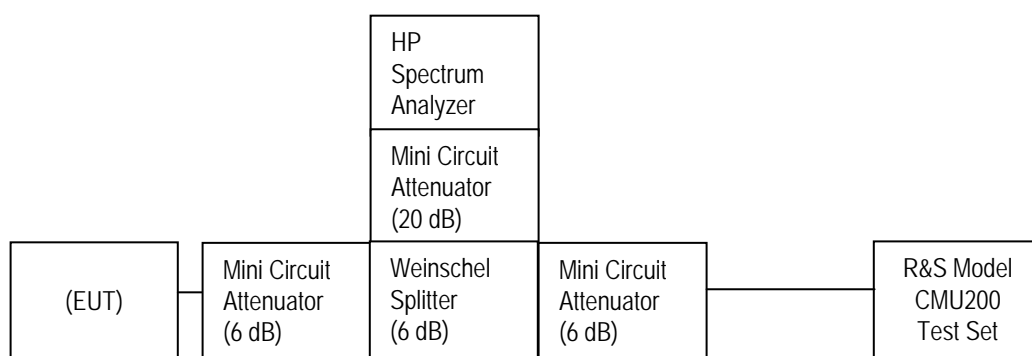 HP
Spectrum
Analyzer
Mini Circuit
Attenuator
(20 dB)
(EUT)
Mini Circuit
Attenuator
(6 dB)
Weinschel
Splitter
(6 dB)
Mini Circuit
Attenuator
(6 dB)
R&S Model
CMU200
Test Set